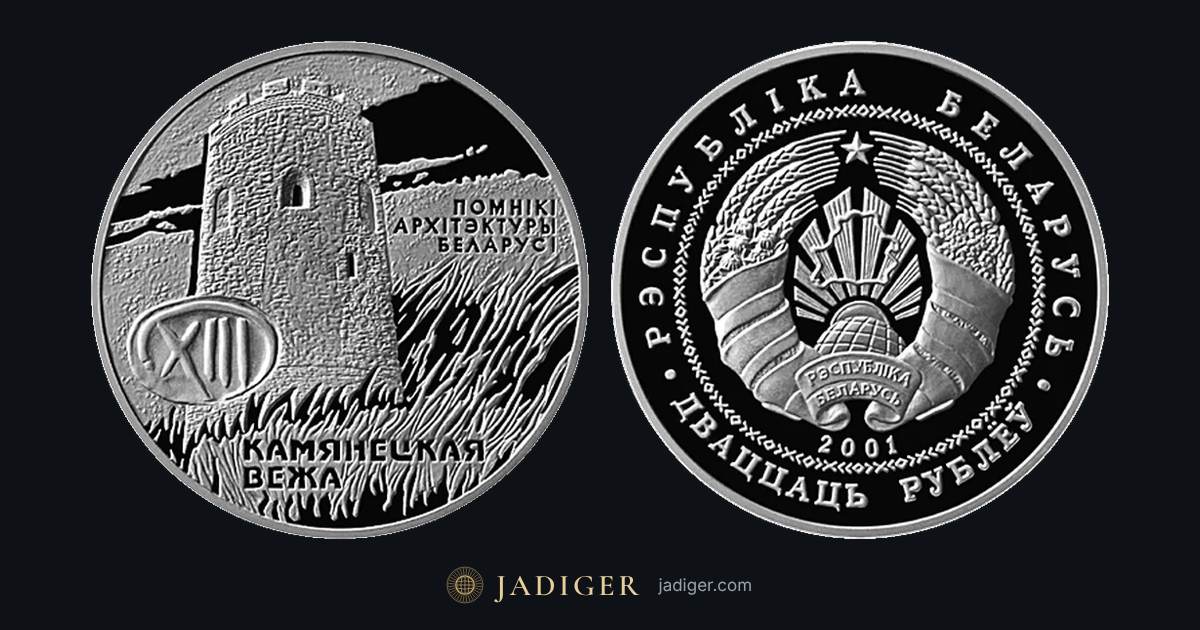 ПОМНІКІ
АРХІТЭКТУРЫ
БЕЛАРУСІ
XIII
КАМЯНЕЦКАЯ
ВЕЖА
РЭСПУБЛІКА БЕЛАРУСЬ
РЭСПУБЛІКА
БЕЛАРУСЬ
2001
• ДВАЦЦАЦЬ РУБЛЁЎ •
JADIGER jadiger.com